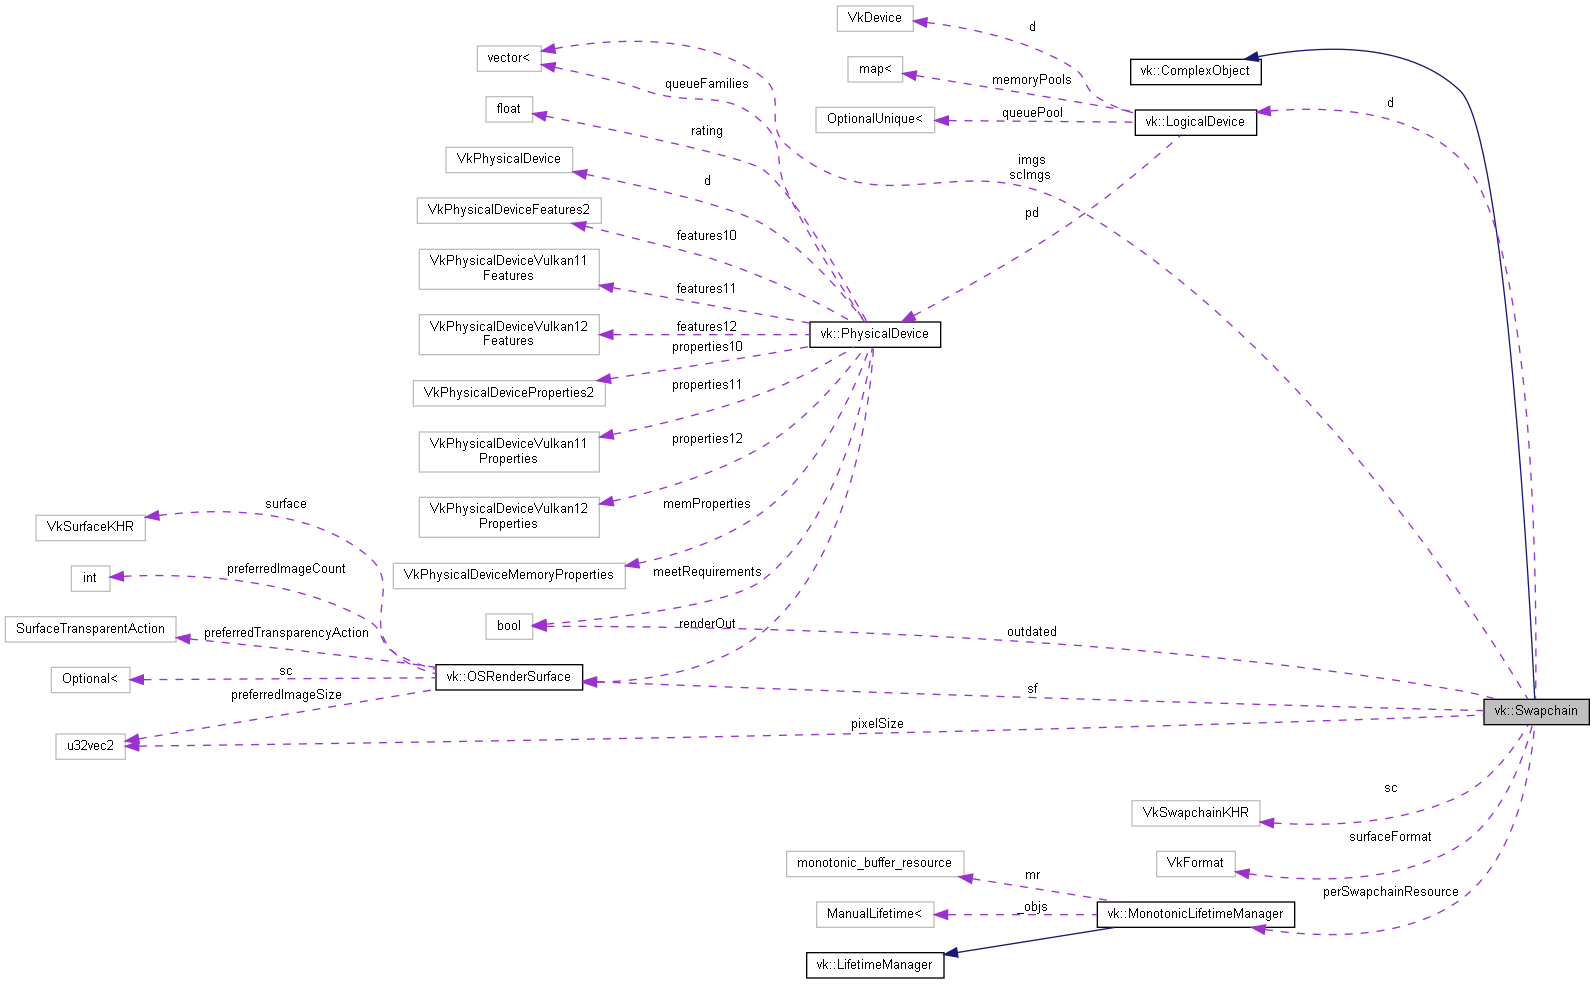 VkDevice
d
vector<
vk::ComplexObject
map<
memoryPools
queueFamilies
d
float
OptionalUnique<
queuePool
vk::LogicalDevice
rating
VkPhysicalDevice
imgs
scImgs
d
VkPhysicalDeviceFeatures2
pd
features10
VkPhysicalDeviceVulkan11
Features
features11
VkPhysicalDeviceVulkan12
Features
features12
vk::PhysicalDevice
properties10
VkPhysicalDeviceProperties2
properties11
VkPhysicalDeviceVulkan11
Properties
properties12
surface
memProperties
VkPhysicalDeviceVulkan12
Properties
VkSurfaceKHR
preferredImageCount
int
VkPhysicalDeviceMemoryProperties
meetRequirements
SurfaceTransparentAction
preferredTransparencyAction
bool
renderOut
outdated
sc
Optional<
vk::OSRenderSurface
preferredImageSize
sf
vk::Swapchain
pixelSize
u32vec2
sc
VkSwapchainKHR
surfaceFormat
monotonic_buffer_resource
mr
VkFormat
perSwapchainResource
ManualLifetime<
_objs
vk::MonotonicLifetimeManager
vk::LifetimeManager